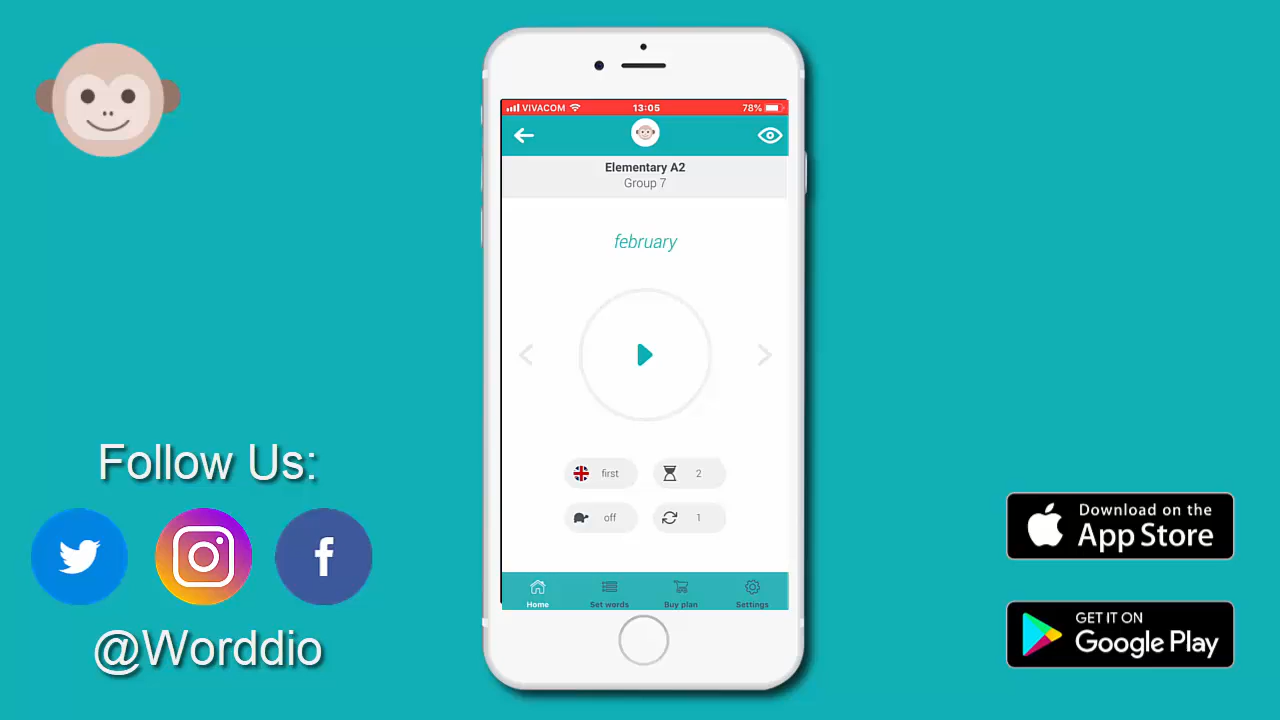 VIVACOM 13:05 78%
Elementary A2
Group 7
february
first 2
off 1
Home Set words Buy plan Settings
Follow Us:
@Worddio
Download on the
App Store
GET IT ON
Google Play